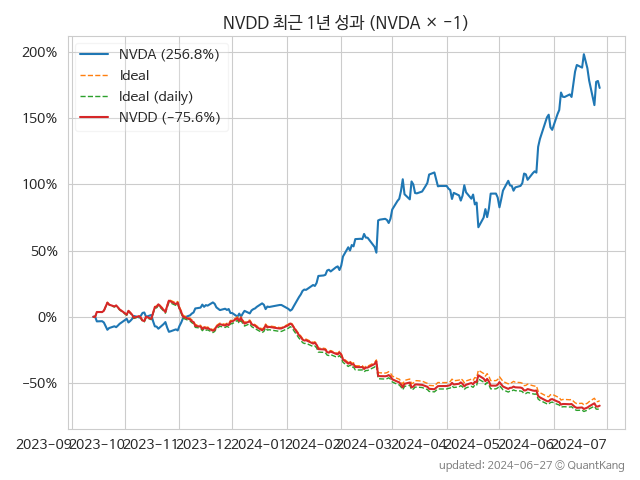 NVDD 최근 1년 성과 (NVDA × −1)
NVDA (256.8%)
Ideal
Ideal (daily)
NVDD (−75.6%)
200%
150%
100%
50%
0%
−50%
2023-09 2023-10 2023-11 2023-12 2024-01 2024-02 2024-03 2024-04 2024-05 2024-06 2024-07
updated: 2024-06-27 © QuantKang